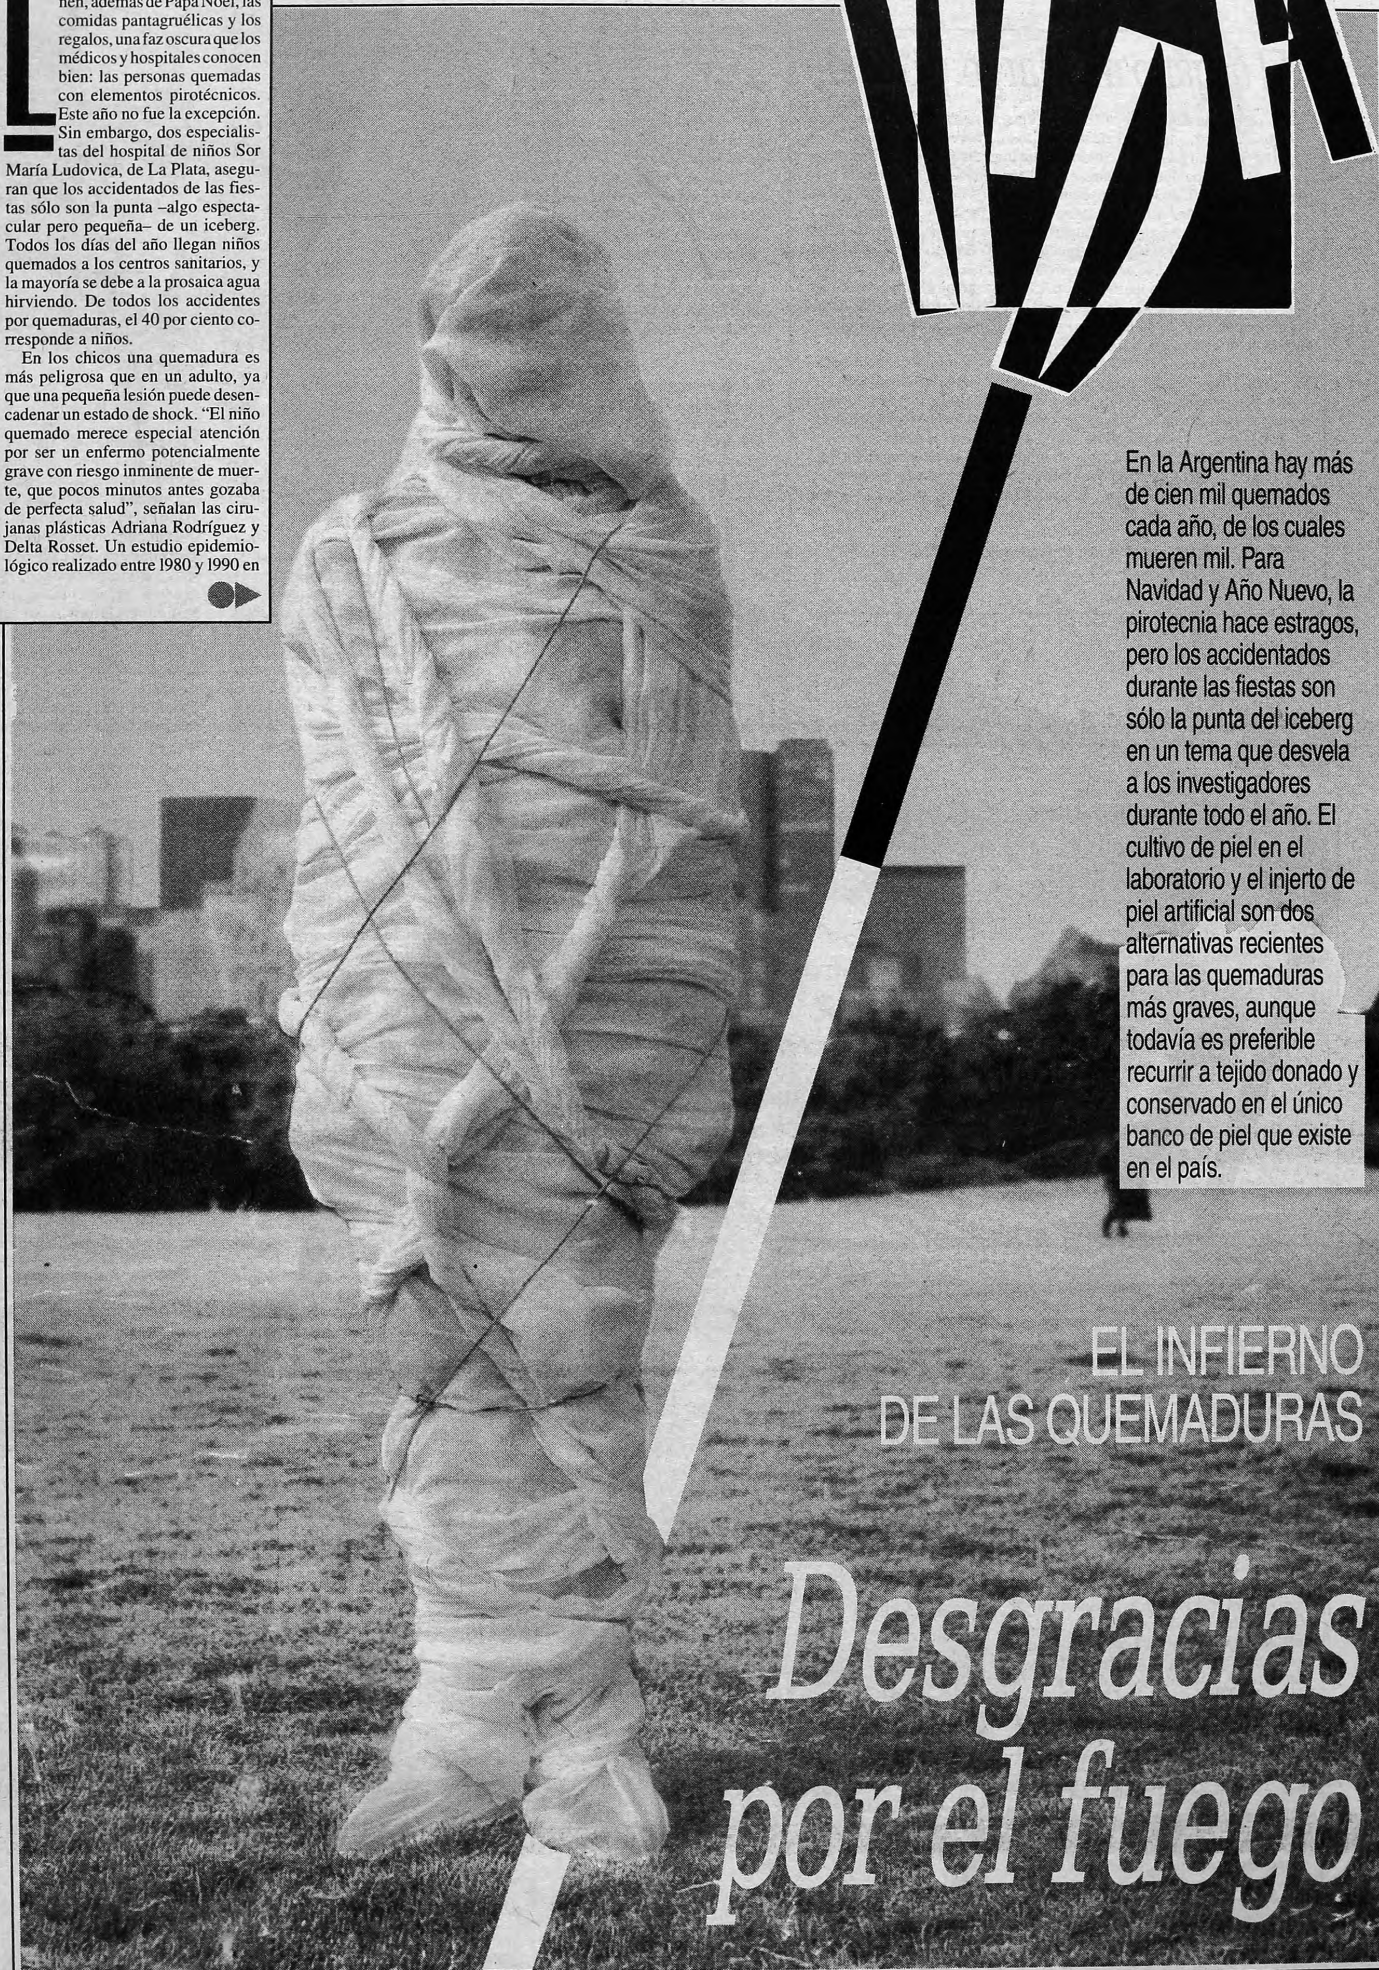 L
nen, además de Papá Noel, las
comidas pantagruélicas y los
regalos, una faz oscura que los
médicos y hospitales conocen
bien: las personas quemadas
con elementos pirotécnicos.
Este año no fue la excepción.
Sin embargo, dos especialis-
tas del hospital de niños Sor
María Ludovica, de La Plata, asegu-
ran que los accidentados de las fies-
tas sólo son la punta –algo especta-
cular pero pequeña– de un iceberg.
Todos los días del año llegan niños
quemados a los centros sanitarios, y
la mayoría se debe a la prosaica agua
hirviendo. De todos los accidentes
por quemaduras, el 40 por ciento co-
rresponde a niños.
En los chicos una quemadura es
más peligrosa que en un adulto, ya
que una pequeña lesión puede desen-
cadenar un estado de shock. “El niño
quemado merece especial atención
por ser un enfermo potencialmente
grave con riesgo inminente de muer-
te, que pocos minutos antes gozaba
de perfecta salud”, señalan las ciru-
janas plásticas Adriana Rodríguez y
Delta Rosset. Un estudio epidemio-
lógico realizado entre 1980 y 1990 en
VIDA
En la Argentina hay más
de cien mil quemados
cada año, de los cuales
mueren mil. Para
Navidad y Año Nuevo, la
pirotecnia hace estragos,
pero los accidentados
durante las fiestas son
sólo la punta del iceberg
en un tema que desvela
a los investigadores
durante todo el año. El
cultivo de piel en el
laboratorio y el injerto de
piel artificial son dos
alternativas recientes
para las quemaduras
más graves, aunque
todavía es preferible
recurrir a tejido donado y
conservado en el único
banco de piel que existe
en el país.
EL INFIERNO
DE LAS QUEMADURAS
Desgracias
por el fuego